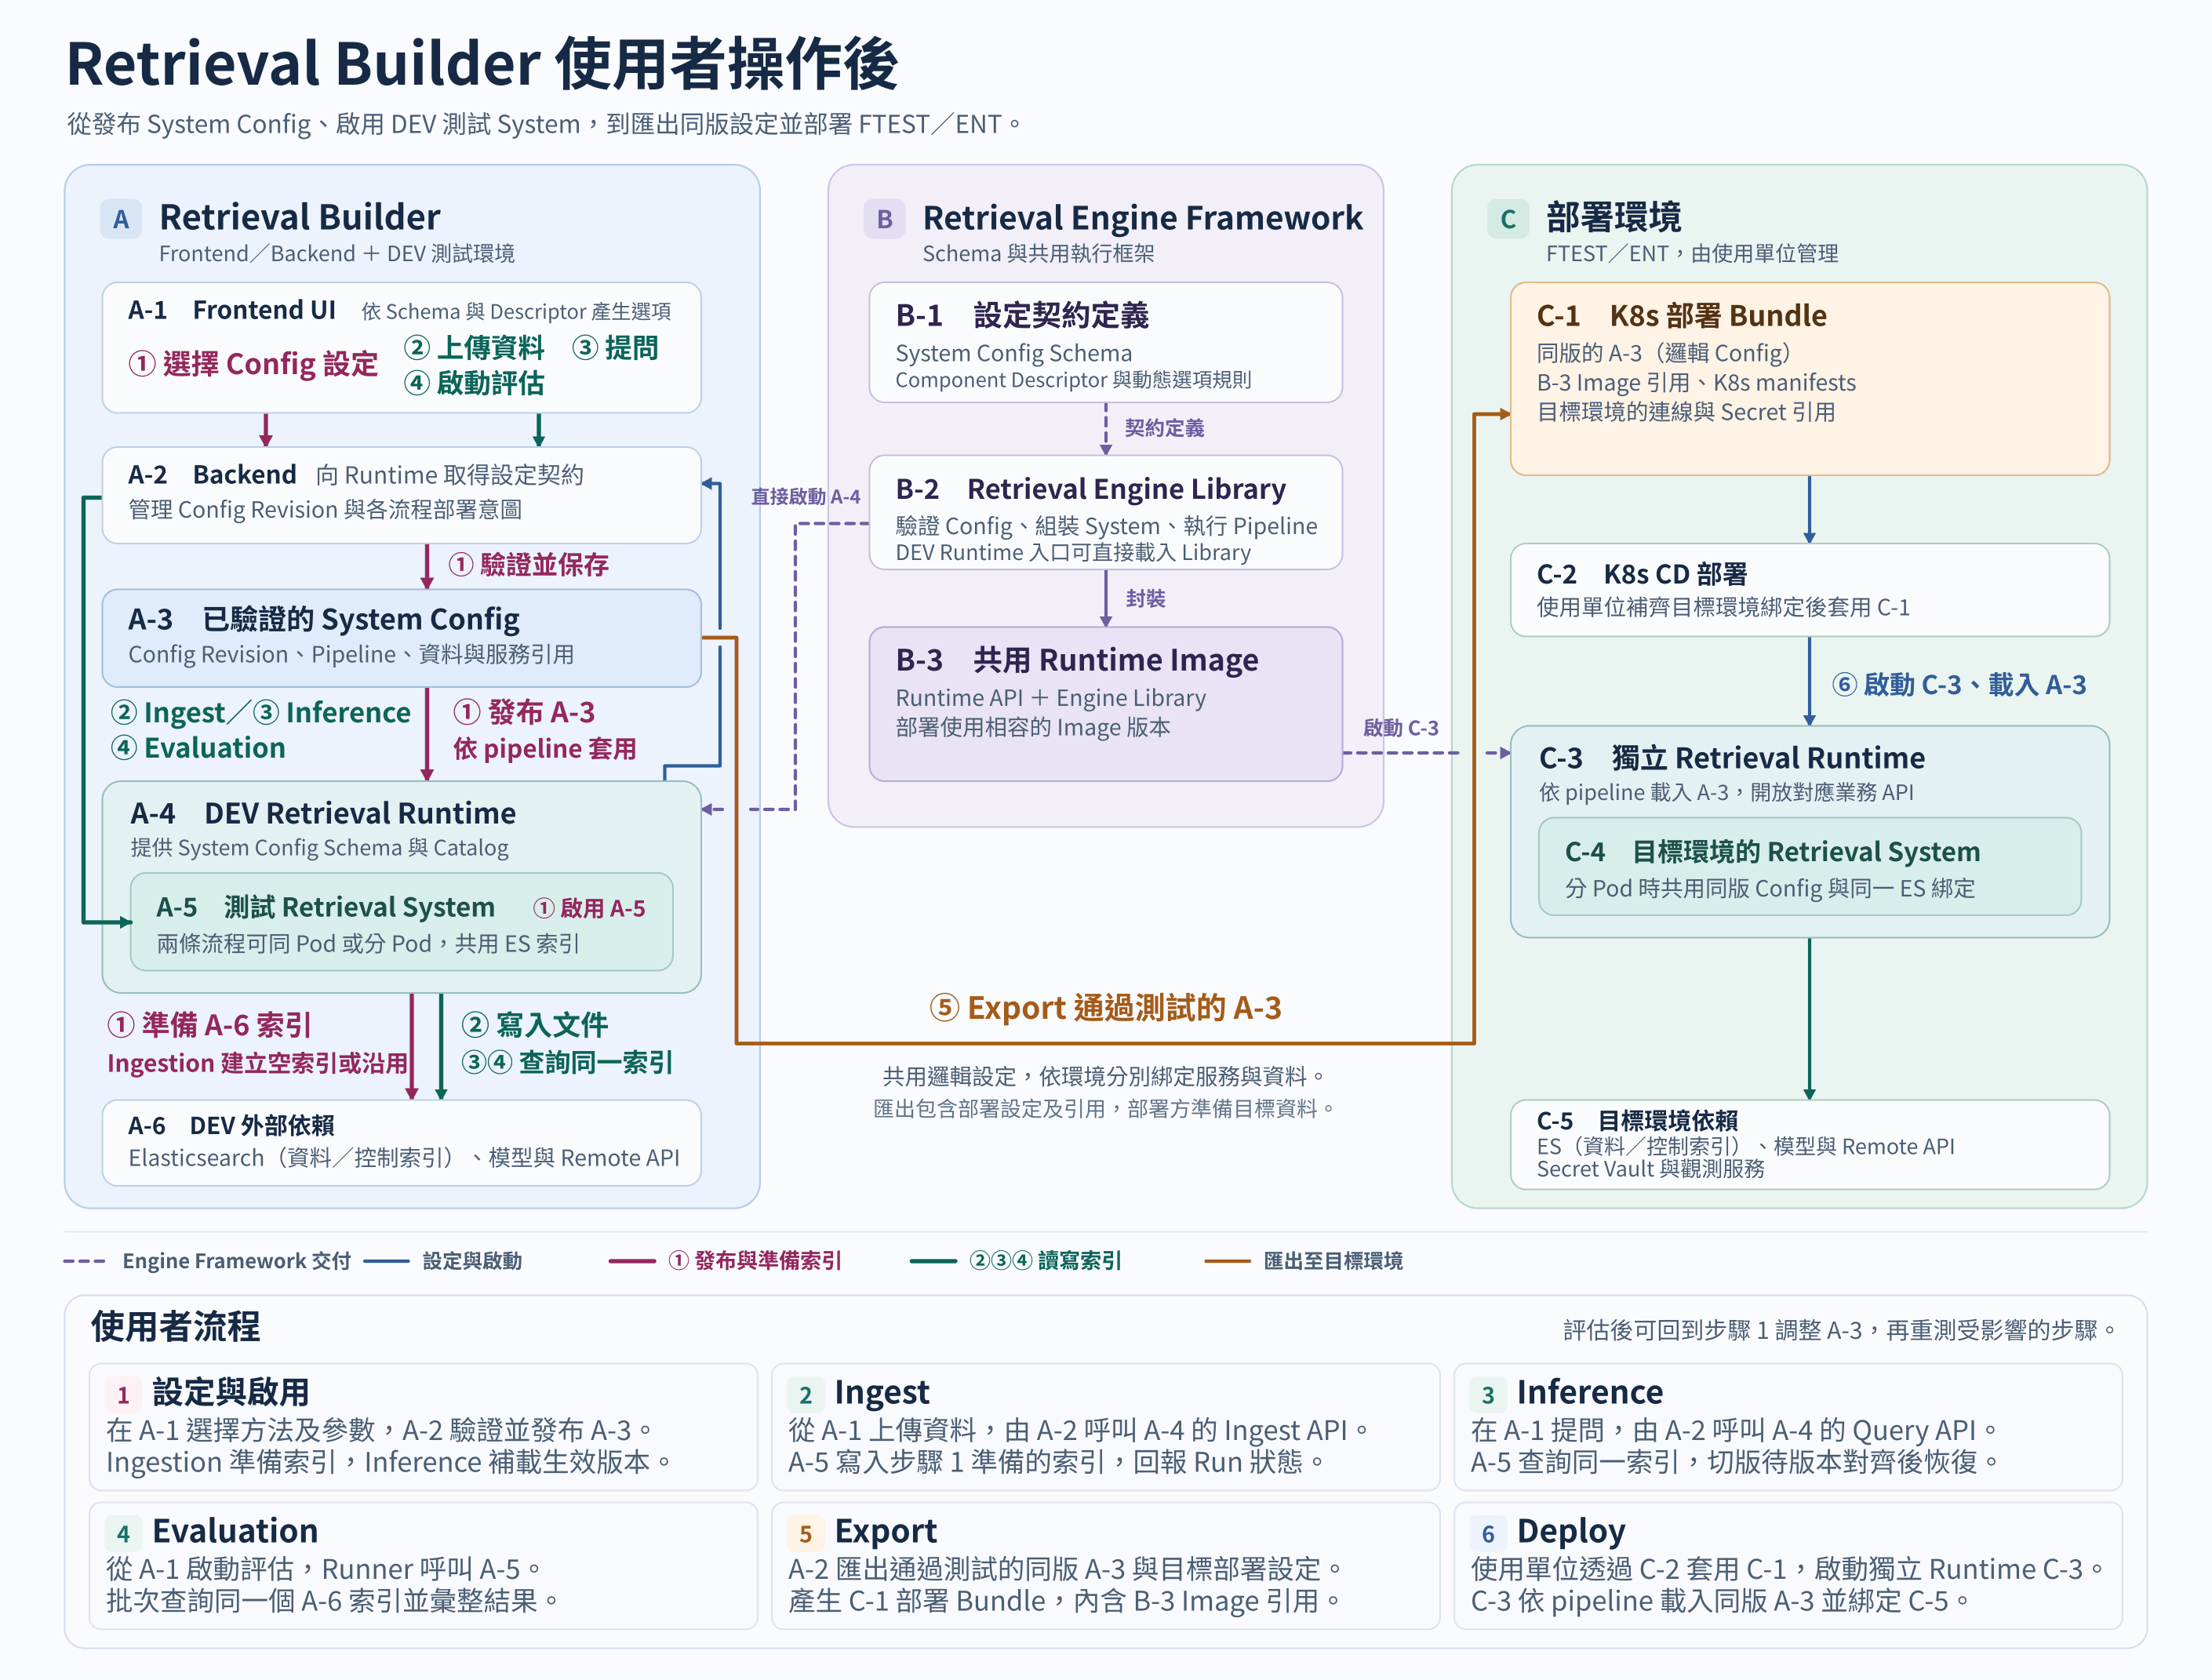 Retrieval Builder 使用者操作後
從發布 System Config、啟用 DEV 測試 System，到匯出同版設定並部署 FTEST／ENT。
A Retrieval Builder
Frontend／Backend ＋ DEV 測試環境
A-1 Frontend UI 依 Schema 與 Descriptor 產生選項
① 選擇 Config 設定
② 上傳資料 ③ 提問
④ 啟動評估
A-2 Backend 向 Runtime 取得設定契約
管理 Config Revision 與各流程部署意圖
① 驗證並保存
A-3 已驗證的 System Config
Config Revision、Pipeline、資料與服務引用
② Ingest／③ Inference
④ Evaluation
① 發布 A-3
依 pipeline 套用
A-4 DEV Retrieval Runtime
提供 System Config Schema 與 Catalog
A-5 測試 Retrieval System ① 啟用 A-5
兩條流程可同 Pod 或分 Pod，共用 ES 索引
① 準備 A-6 索引
Ingestion 建立空索引或沿用
② 寫入文件
③④ 查詢同一索引
A-6 DEV 外部依賴
Elasticsearch（資料／控制索引）、模型與 Remote API
B Retrieval Engine Framework
Schema 與共用執行框架
B-1 設定契約定義
System Config Schema
Component Descriptor 與動態選項規則
契約定義
直接啟動 A-4
B-2 Retrieval Engine Library
驗證 Config、組裝 System、執行 Pipeline
DEV Runtime 入口可直接載入 Library
封裝
B-3 共用 Runtime Image
Runtime API ＋ Engine Library
部署使用相容的 Image 版本
啟動 C-3
⑤ Export 通過測試的 A-3
共用邏輯設定，依環境分別綁定服務與資料。
匯出包含部署設定及引用，部署方準備目標資料。
C 部署環境
FTEST／ENT，由使用單位管理
C-1 K8s 部署 Bundle
同版的 A-3（邏輯 Config）
B-3 Image 引用、K8s manifests
目標環境的連線與 Secret 引用
C-2 K8s CD 部署
使用單位補齊目標環境綁定後套用 C-1
⑥ 啟動 C-3、載入 A-3
C-3 獨立 Retrieval Runtime
依 pipeline 載入 A-3，開放對應業務 API
C-4 目標環境的 Retrieval System
分 Pod 時共用同版 Config 與同一 ES 綁定
C-5 目標環境依賴
ES（資料／控制索引）、模型與 Remote API
Secret Vault 與觀測服務
Engine Framework 交付
設定與啟動
① 發布與準備索引
②③④ 讀寫索引
匯出至目標環境
使用者流程
評估後可回到步驟 1 調整 A-3，再重測受影響的步驟。
1 設定與啟用
在 A-1 選擇方法及參數，A-2 驗證並發布 A-3。
Ingestion 準備索引，Inference 補載生效版本。
2 Ingest
從 A-1 上傳資料，由 A-2 呼叫 A-4 的 Ingest API。
A-5 寫入步驟 1 準備的索引，回報 Run 狀態。
3 Inference
在 A-1 提問，由 A-2 呼叫 A-4 的 Query API。
A-5 查詢同一索引，切版待版本對齊後恢復。
4 Evaluation
從 A-1 啟動評估，Runner 呼叫 A-5。
批次查詢同一個 A-6 索引並彙整結果。
5 Export
A-2 匯出通過測試的同版 A-3 與目標部署設定。
產生 C-1 部署 Bundle，內含 B-3 Image 引用。
6 Deploy
使用單位透過 C-2 套用 C-1，啟動獨立 Runtime C-3。
C-3 依 pipeline 載入同版 A-3 並綁定 C-5。